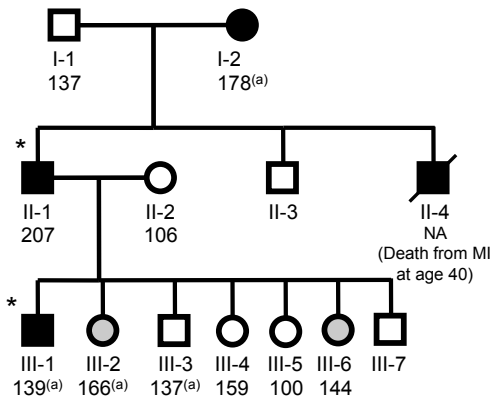 I-1 I-2
137 178(a)
* 
II-1 II-2 II-3 II-4
207 106 NA
(Death from MI
at age 40)
*
III-1 III-2 III-3 III-4 III-5 III-6 III-7
139(a) 166(a) 137(a) 159 100 144